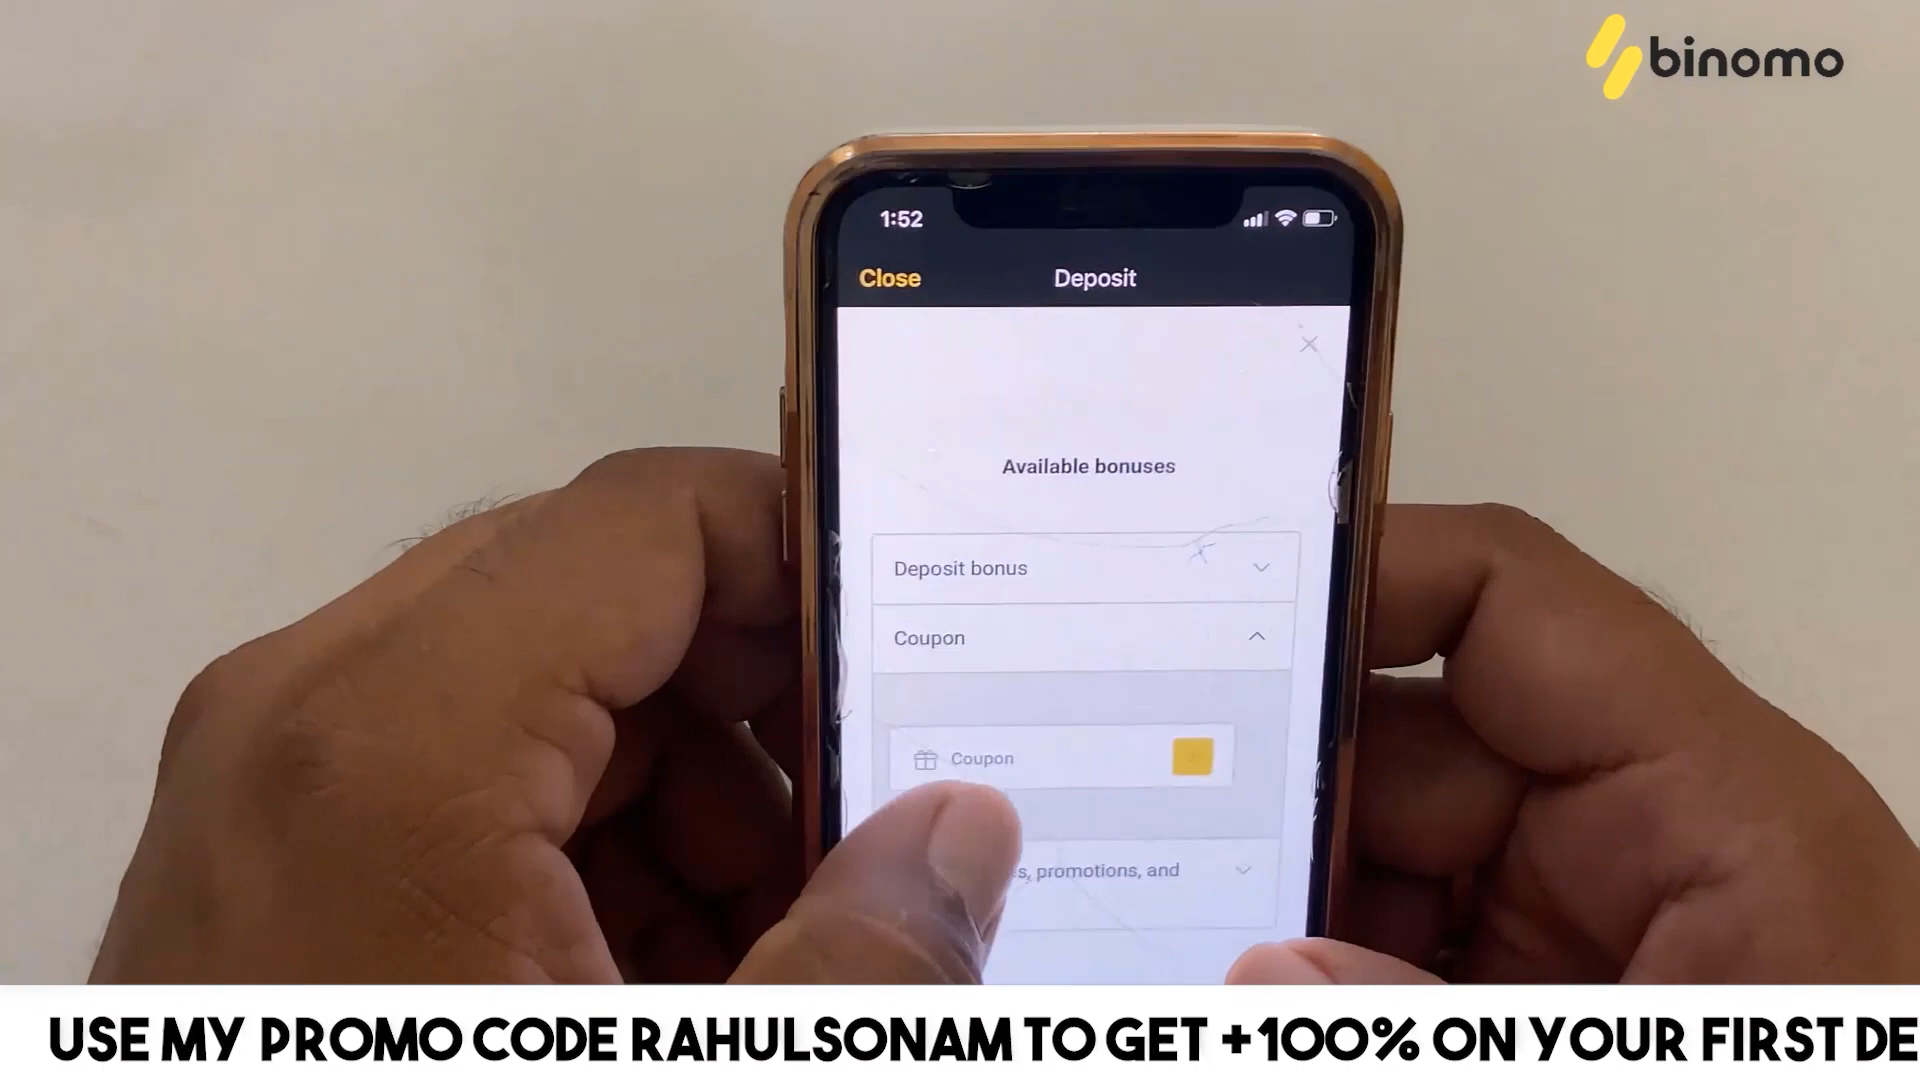 binomo
1:52
Close
Deposit
Available bonuses
Deposit bonus
Coupon
Coupon
promotions, and
USE MY PROMO CODE RAHULSONAM TO GET +100% ON YOUR FIRST DE